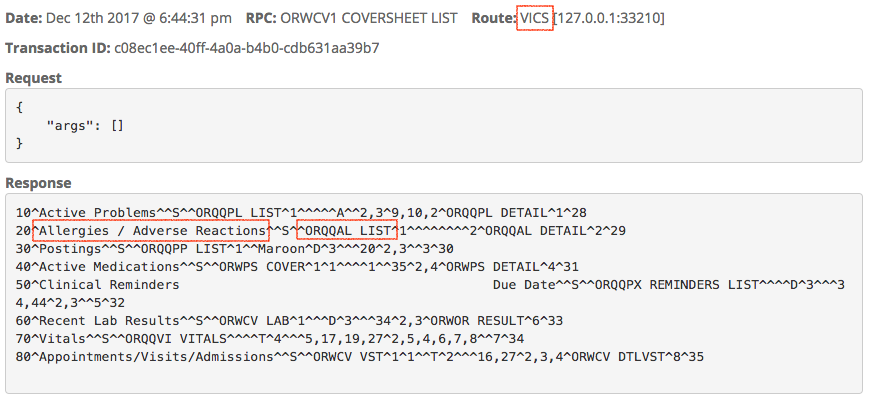 Date: Dec 12th 2017 @ 6:44:31 pm RPC: ORWCV1 COVERSHEET LIST Route: VICS [127.0.0.1:33210]
Transaction ID: c08ec1ee-40ff-4a0a-b4b0-cdb631aa39b7
Request
{
    "args": []
}
Response
10^Active Problems^^S^^ORQQPL LIST^1^^^^^A^^2,3^9,10,2^ORQQPL DETAIL^1^28
20^Allergies / Adverse Reactions^^S^^ORQQAL LIST^1^^^^^^^^2^ORQQAL DETAIL^2^29
30^Postings^^S^^ORQQPP LIST^1^^Maroon^D^3^^^20^2,3^^3^30
40^Active Medications^^S^^ORWPS COVER^1^1^^^^1^^35^2,4^ORWPS DETAIL^4^31
50^Clinical Reminders                                        Due Date^^S^^ORQQPX REMINDERS LIST^^^^D^3^^^3
4,44^2,3^^5^32
60^Recent Lab Results^^S^^ORWCV LAB^1^^^D^3^^^34^2,3^ORWOR RESULT^6^33
70^Vitals^^S^^ORQQVI VITALS^^^^T^4^^^5,17,19,27^2,5,4,6,7,8^^7^34
80^Appointments/Visits/Admissions^^S^^ORWCV VST^1^1^^T^2^^^16,27^2,3,4^ORWCV DTLVST^8^35